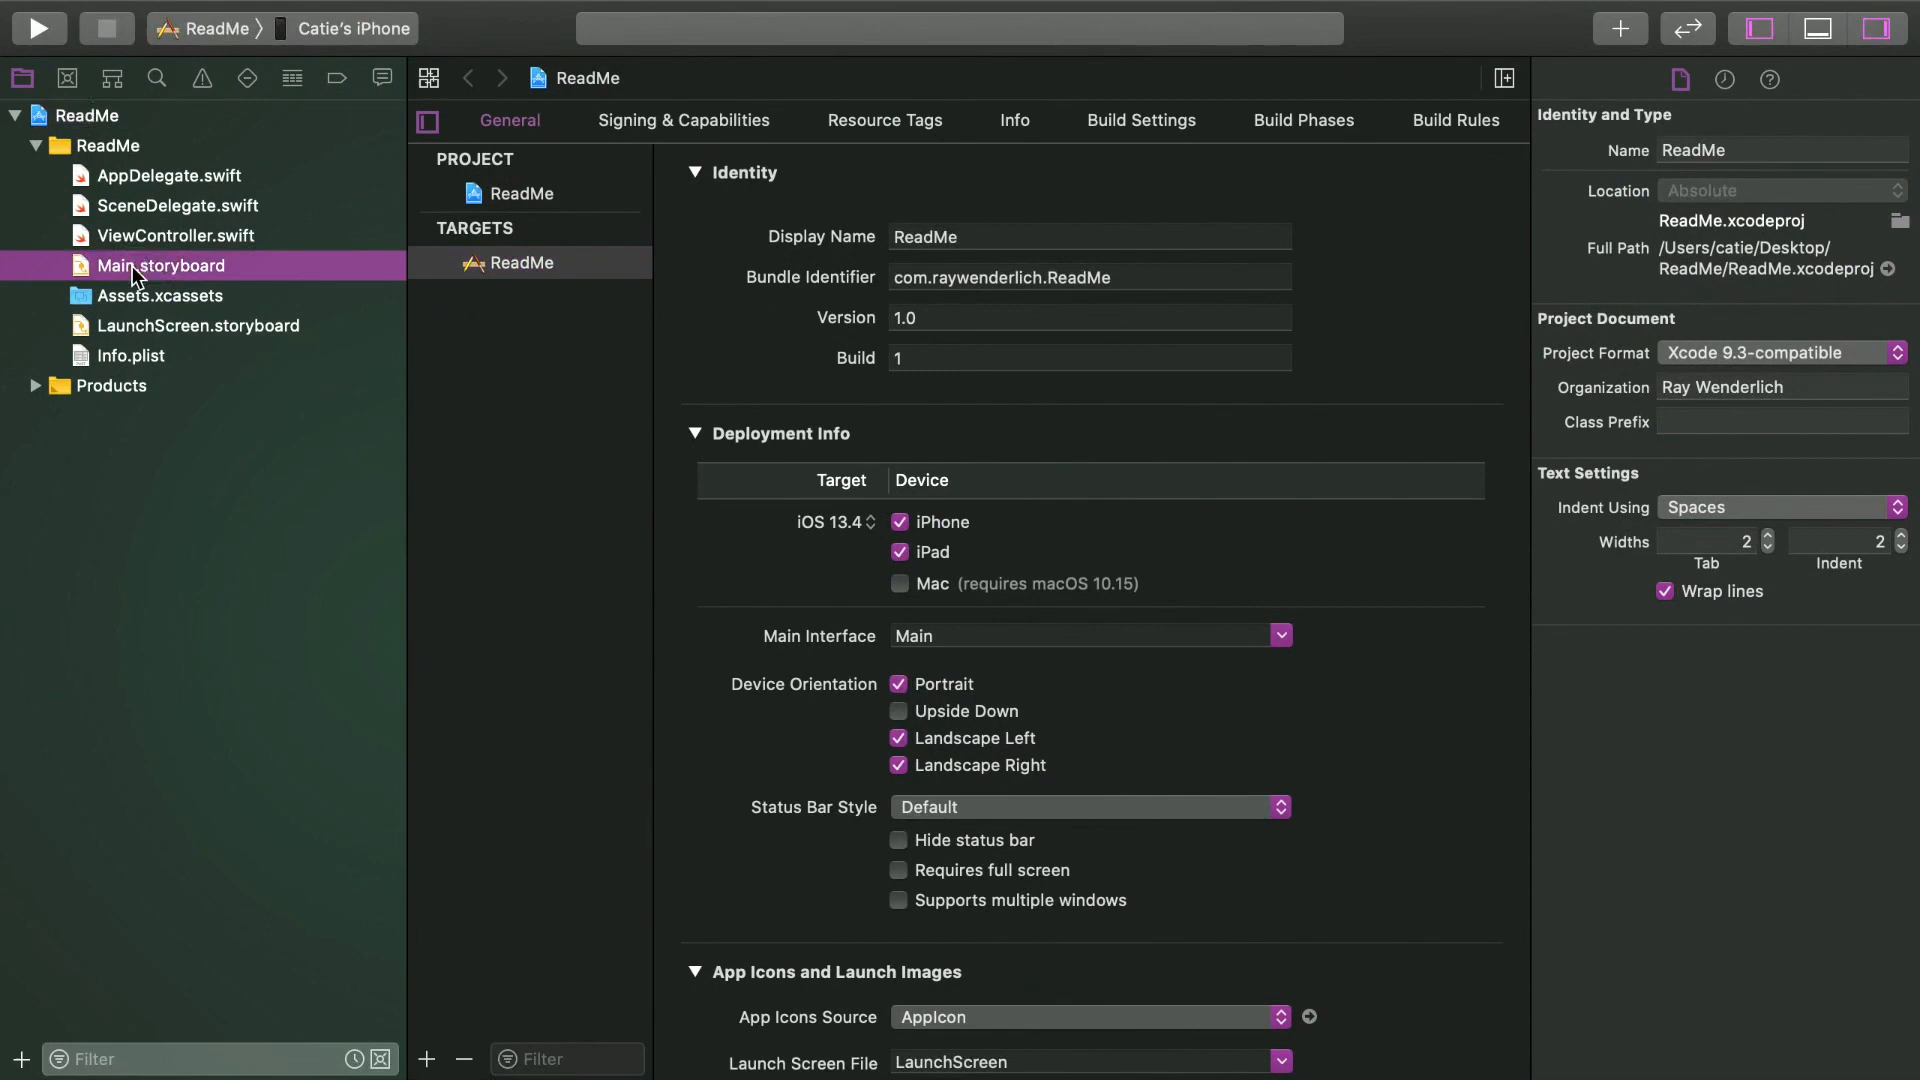 ReadMe 〉 Catie’s iPhone
ReadMe
ReadMe
AppDelegate.swift
SceneDelegate.swift
ViewController.swift
Main.storyboard
Assets.xcassets
LaunchScreen.storyboard
Info.plist
Products
Filter
ReadMe
General Signing & Capabilities Resource Tags Info Build Settings Build Phases Build Rules
PROJECT
ReadMe
TARGETS
ReadMe
Filter
Identity
Display Name ReadMe
Bundle Identifier com.raywenderlich.ReadMe
Version 1.0
Build 1
Deployment Info
Target Device
iOS 13.4 iPhone
iPad
Mac (requires macOS 10.15)
Main Interface Main
Device Orientation Portrait
Upside Down
Landscape Left
Landscape Right
Status Bar Style Default
Hide status bar
Requires full screen
Supports multiple windows
App Icons and Launch Images
App Icons Source AppIcon
Launch Screen File LaunchScreen
Identity and Type
Name ReadMe
Location Absolute
ReadMe.xcodeproj
Full Path /Users/catie/Desktop/
ReadMe/ReadMe.xcodeproj
Project Document
Project Format Xcode 9.3-compatible
Organization Ray Wenderlich
Class Prefix
Text Settings
Indent Using Spaces
Widths 2 2
Tab Indent
Wrap lines